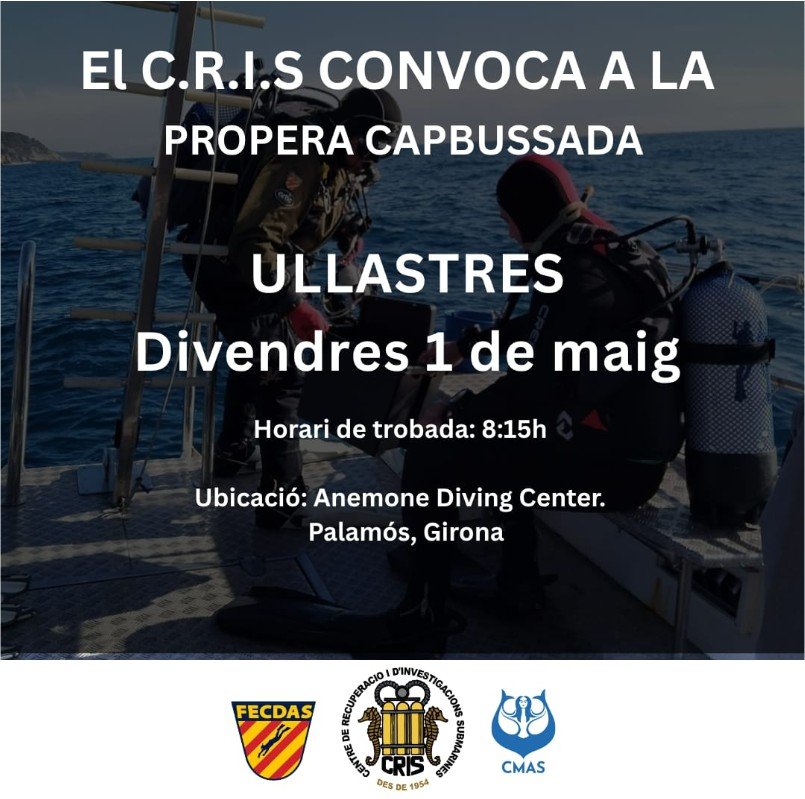 El C.R.I.S CONVOCA A LA
PROPERA CAPBUSSADA
ULLASTRES
Divendres 1 de maig
Horari de trobada: 8:15h
Ubicació: Anemone Diving Center.
Palamós, Girona
FECDAS
CENTRE DE RECUPERACIO I D'INVESTIGACIONS SUBMARINES
CRIS
DES DE 1954
CMAS